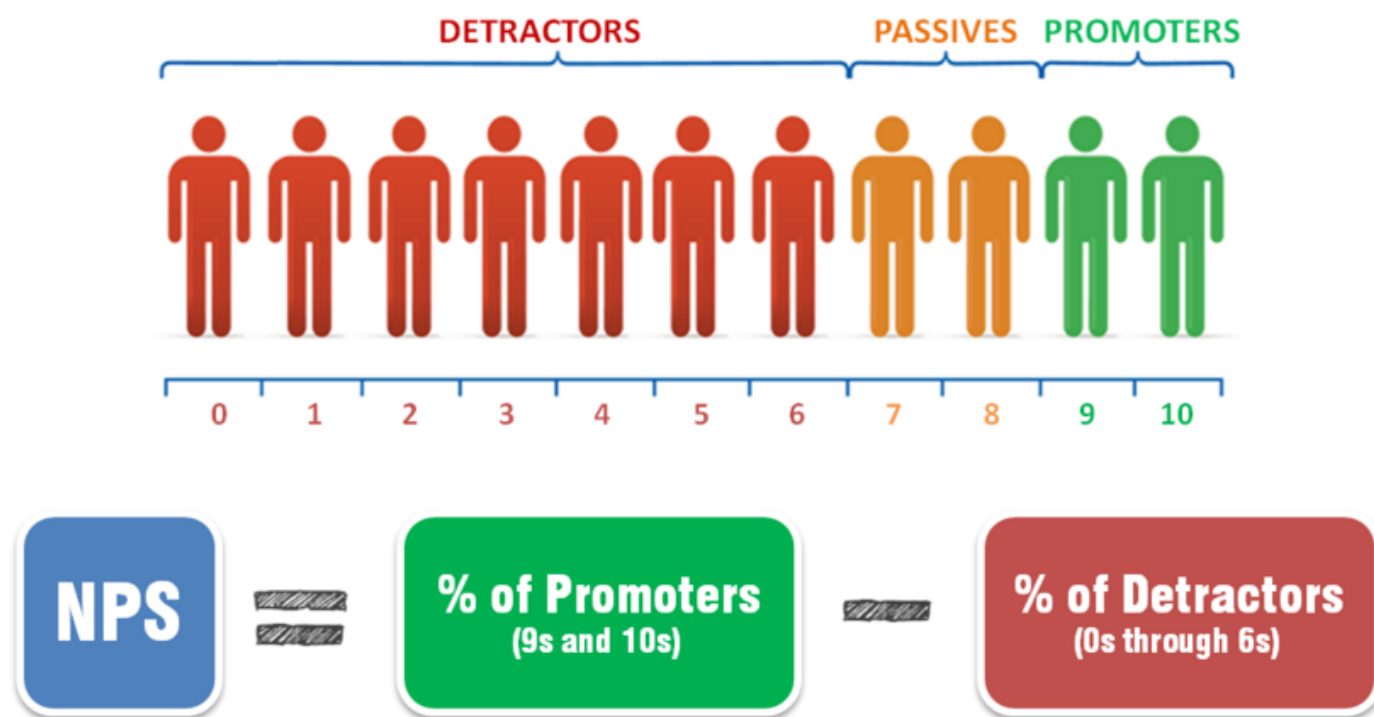 DETRACTORS PASSIVES PROMOTERS
0 1 2 3 4 5 6 7 8 9 10
NPS = % of Promoters - % of Detractors
(9s and 10s) (0s through 6s)